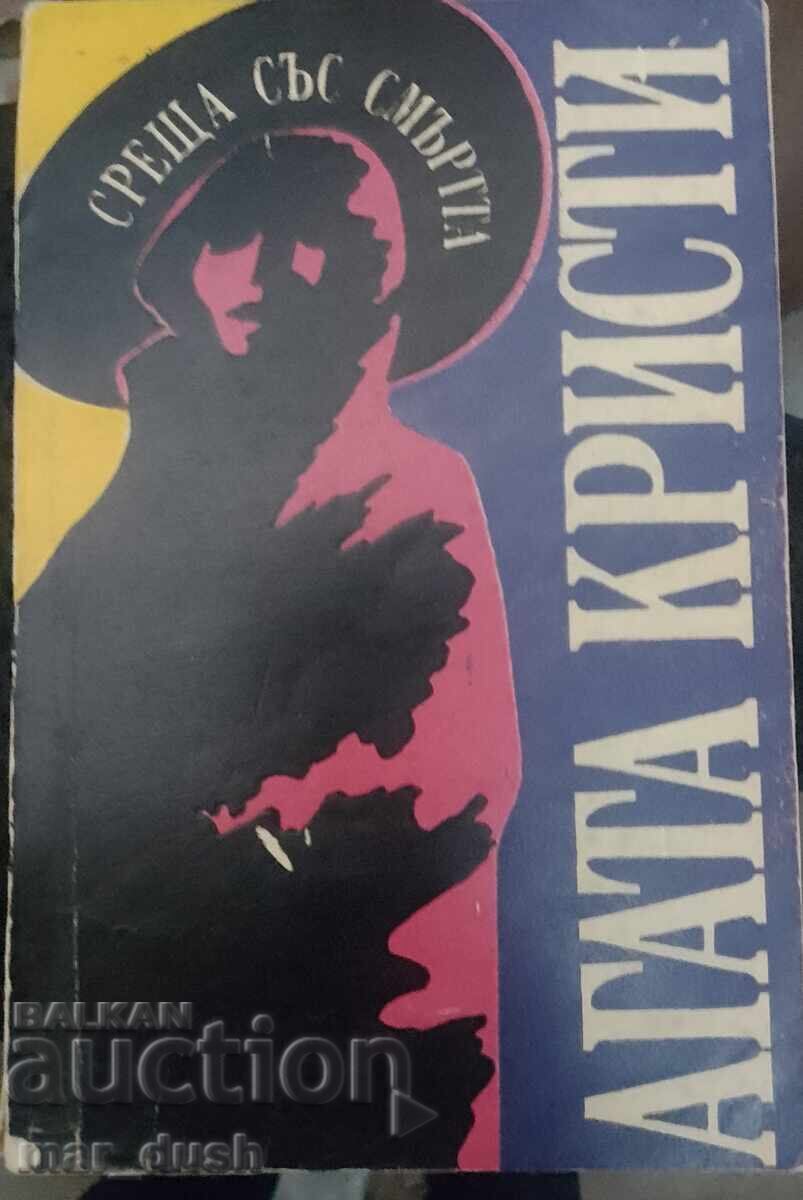 СРЕЩА СЪС СМЪРТТА
АГАТА КРИСТИ
BALKAN
auction
mar_dush